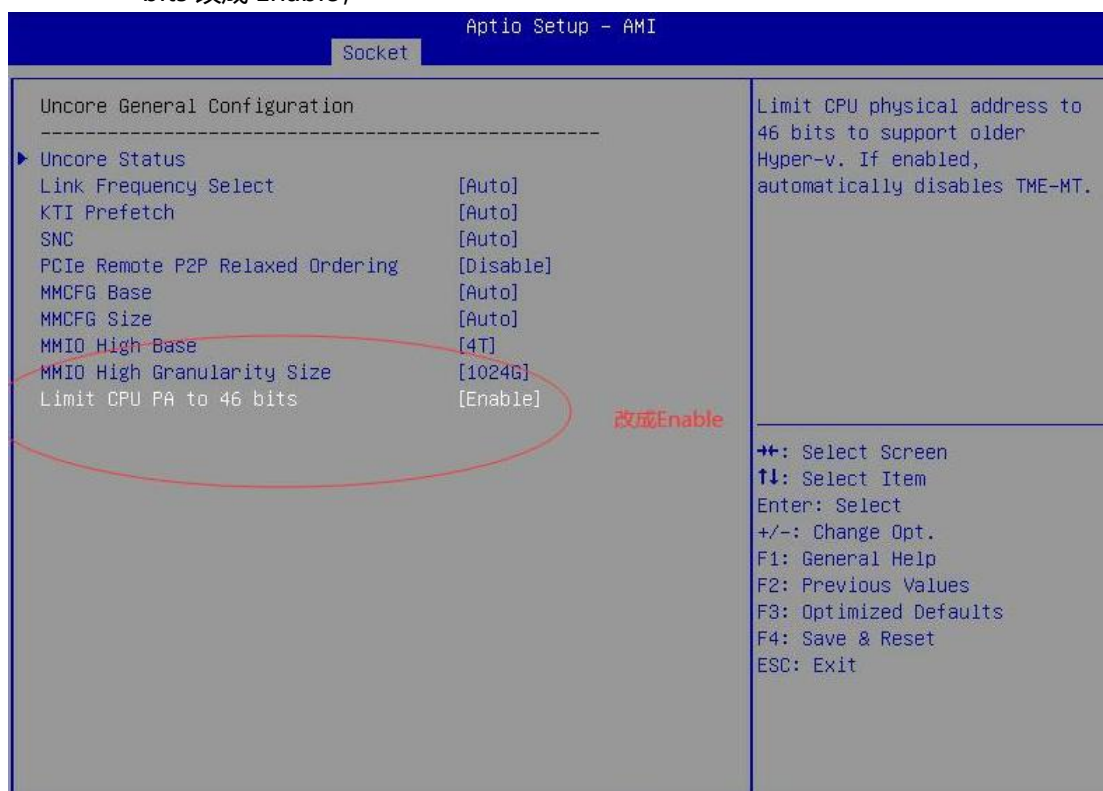 bits 改成 Enable;
Aptio Setup - AMI
Socket
Uncore General Configuration
--------------------------------------------------
Uncore Status
Link Frequency Select [Auto]
KTI Prefetch [Auto]
SNC [Auto]
PCIe Remote P2P Relaxed Ordering [Disable]
MMCFG Base [Auto]
MMCFG Size [Auto]
MMIO High Base [4T]
MMIO High Granularity Size [1024G]
Limit CPU PA to 46 bits [Enable]
改成Enable
Limit CPU physical address to
46 bits to support older
Hyper-v. If enabled,
automatically disables TME-MT.
→←: Select Screen
↑↓: Select Item
Enter: Select
+/-: Change Opt.
F1: General Help
F2: Previous Values
F3: Optimized Defaults
F4: Save & Reset
ESC: Exit